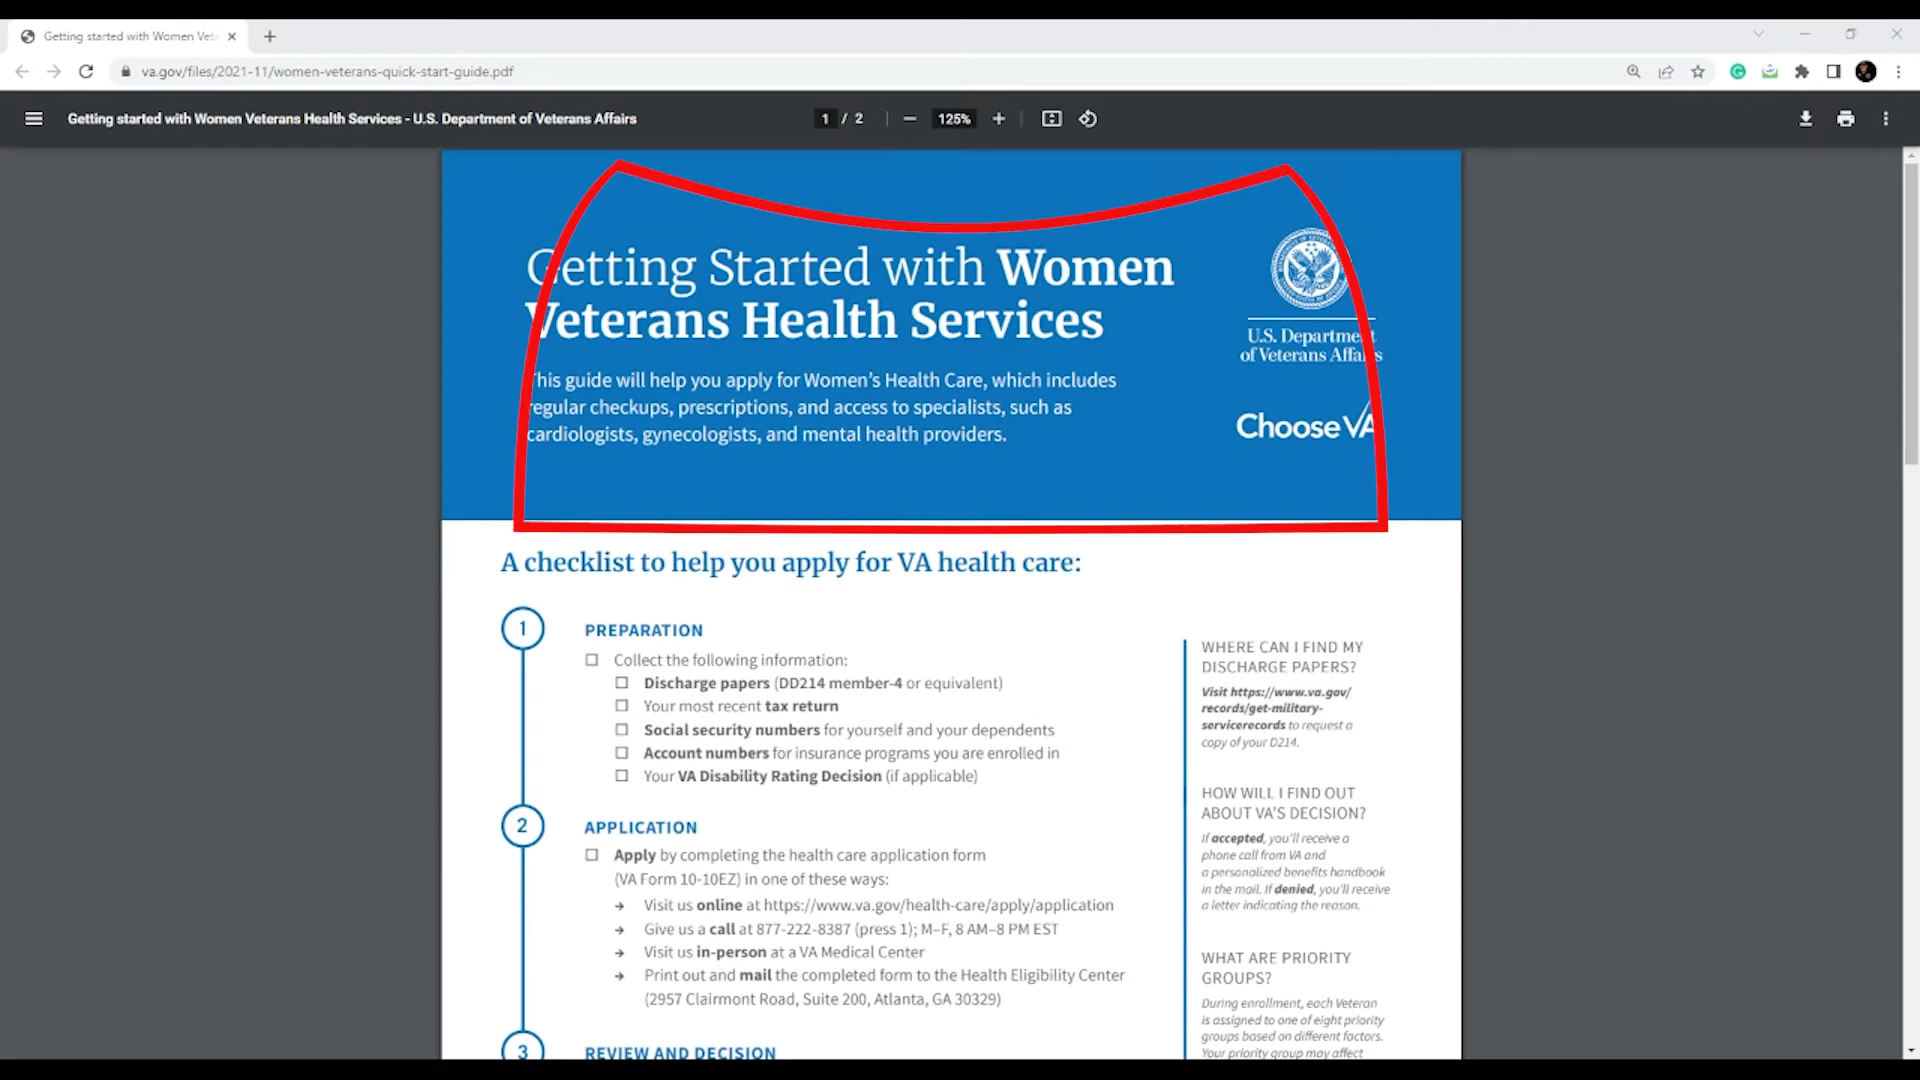 Getting started with Women Vet
va.gov/files/2021-11/women-veterans-quick-start-guide.pdf
Getting started with Women Veterans Health Services - U.S. Department of Veterans Affairs
1 / 2
125%
Getting Started with Women
Veterans Health Services
This guide will help you apply for Women's Health Care, which includes
regular checkups, prescriptions, and access to specialists, such as
cardiologists, gynecologists, and mental health providers.
U.S. Department
of Veterans Affairs
Choose VA
A checklist to help you apply for VA health care:
1
PREPARATION
☐ Collect the following information:
☐ Discharge papers (DD214 member-4 or equivalent)
☐ Your most recent tax return
☐ Social security numbers for yourself and your dependents
☐ Account numbers for insurance programs you are enrolled in
☐ Your VA Disability Rating Decision (if applicable)
2
APPLICATION
☐ Apply by completing the health care application form
(VA Form 10-10EZ) in one of these ways:
→ Visit us online at https://www.va.gov/health-care/apply/application
→ Give us a call at 877-222-8387 (press 1); M–F, 8 AM–8 PM EST
→ Visit us in-person at a VA Medical Center
→ Print out and mail the completed form to the Health Eligibility Center
(2957 Clairmont Road, Suite 200, Atlanta, GA 30329)
3
REVIEW AND DECISION
WHERE CAN I FIND MY
DISCHARGE PAPERS?
Visit https://www.va.gov/
records/get-military-
servicerecords to request a
copy of your D214.
HOW WILL I FIND OUT
ABOUT VA'S DECISION?
If accepted, you'll receive a
phone call from VA and
a personalized benefits handbook
in the mail. If denied, you'll receive
a letter indicating the reason.
WHAT ARE PRIORITY
GROUPS?
During enrollment, each Veteran
is assigned to one of eight priority
groups based on different factors.
Your priority group may affect